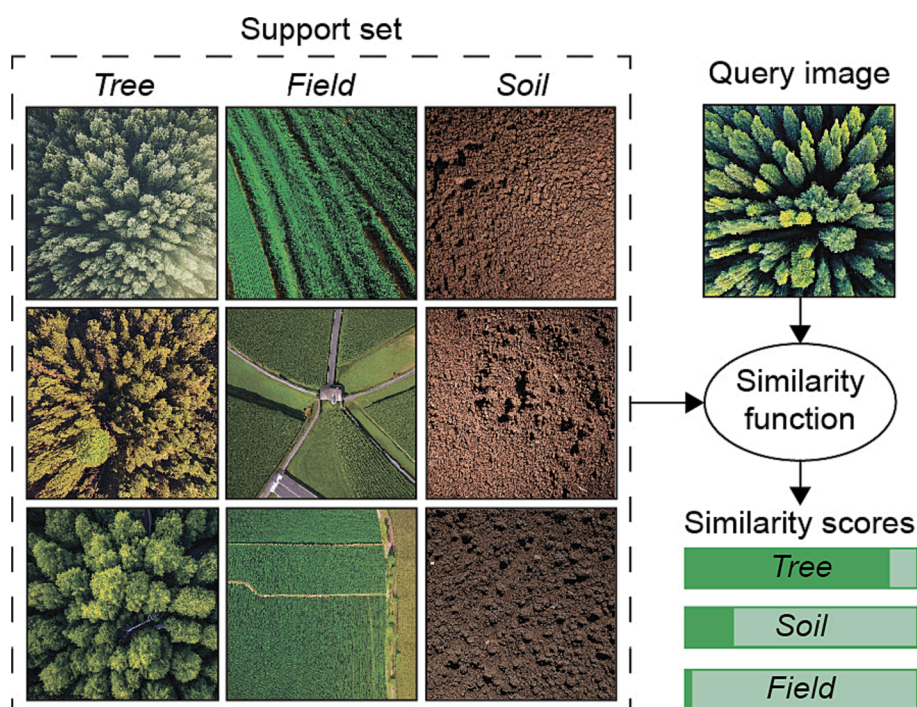 Support set
Tree Field Soil
Query image
Similarity
function
Similarity scores
Tree
Soil
Field